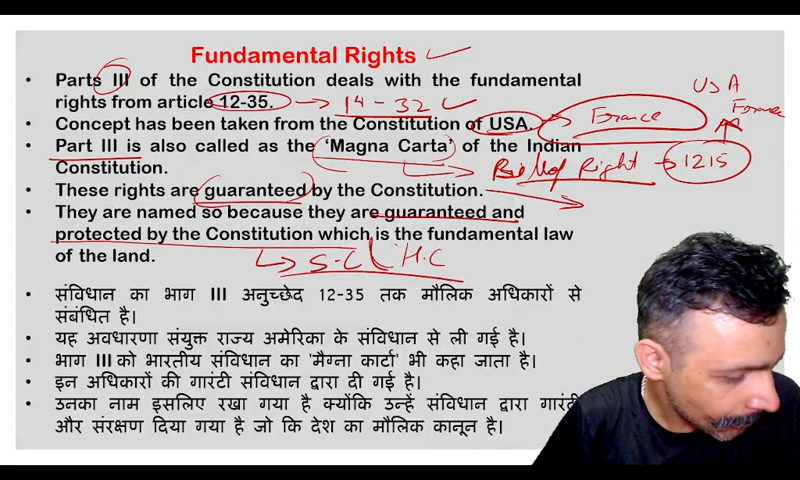 Fundamental Rights
• Parts III of the Constitution deals with the fundamental
rights from article 12-35. → 14 - 32
• Concept has been taken from the Constitution of USA. → France
USA
France
• Part III is also called as the 'Magna Carta' of the Indian
Constitution. Bill of Right → 1215
• These rights are guaranteed by the Constitution.
• They are named so because they are guaranteed and
protected by the Constitution which is the fundamental law
of the land. → S.C H.C
• संविधान का भाग III अनुच्छेद 12-35 तक मौलिक अधिकारों से
संबंधित है।
• यह अवधारणा संयुक्त राज्य अमेरिका के संविधान से ली गई है।
• भाग III को भारतीय संविधान का 'मैग्ना कार्टा' भी कहा जाता है।
• इन अधिकारों की गारंटी संविधान द्वारा दी गई है।
• उनका नाम इसलिए रखा गया है क्योंकि उन्हें संविधान द्वारा गारंटी
और संरक्षण दिया गया है जो कि देश का मौलिक कानून है।